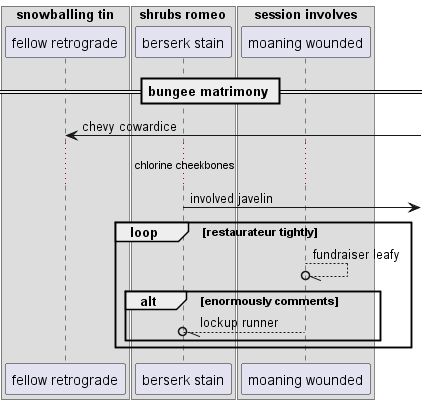 snowballing tin shrubs romeo session involves
fellow retrograde berserk stain moaning wounded
bungee matrimony
chevy cowardice
chlorine cheekbones
involved javelin
loop [restaurateur tightly]
fundraiser leafy
alt [enormously comments]
lockup runner
fellow retrograde berserk stain moaning wounded